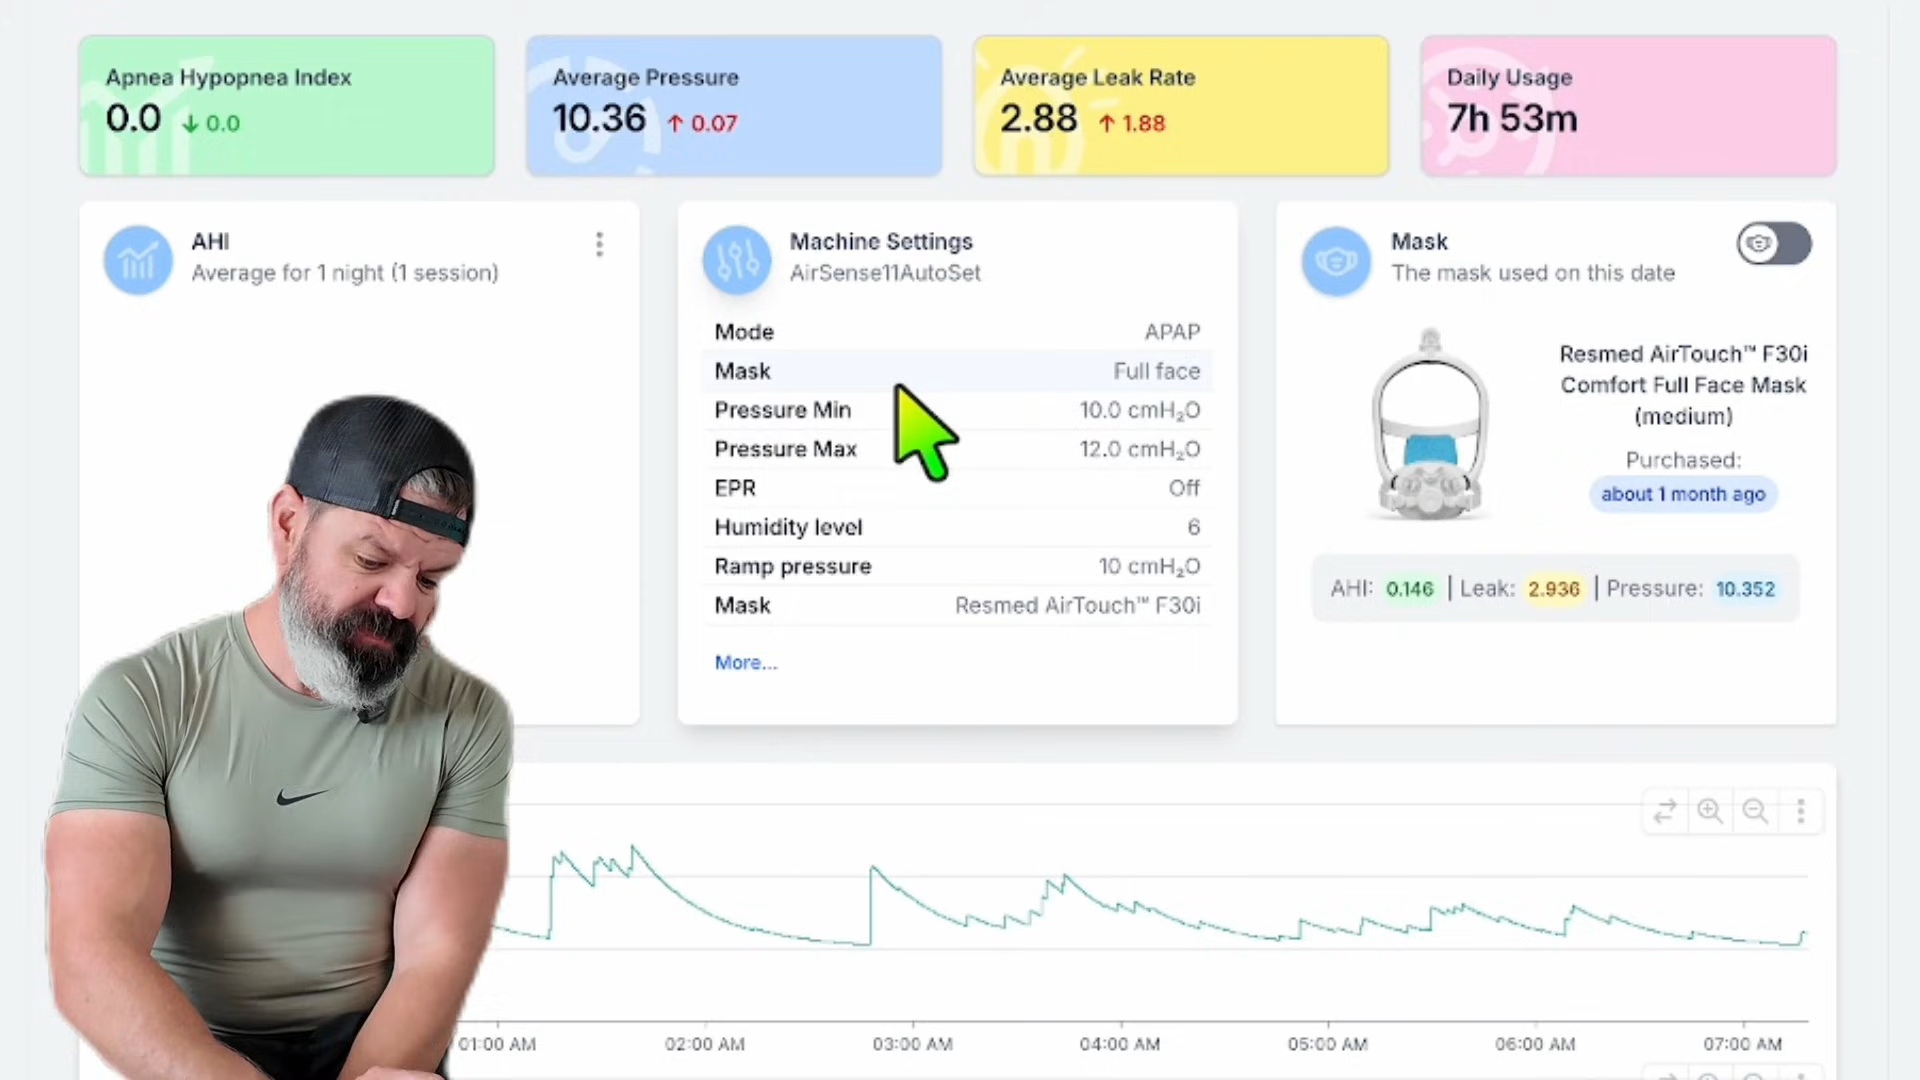 Apnea Hypopnea Index
0.0 ↓ 0.0
Average Pressure
10.36 ↑ 0.07
Average Leak Rate
2.88 ↑ 1.88
Daily Usage
7h 53m
AHI
Average for 1 night (1 session)
Machine Settings
AirSense11AutoSet
Mode APAP
Mask Full face
Pressure Min 10.0 cmH₂O
Pressure Max 12.0 cmH₂O
EPR Off
Humidity level 6
Ramp pressure 10 cmH₂O
Mask Resmed AirTouch™ F30i
More...
Mask
The mask used on this date
Resmed AirTouch™ F30i
Comfort Full Face Mask
(medium)
Purchased:
about 1 month ago
AHI: 0.146 | Leak: 2.936 | Pressure: 10.352
01:00 AM 02:00 AM 03:00 AM 04:00 AM 05:00 AM 06:00 AM 07:00 AM